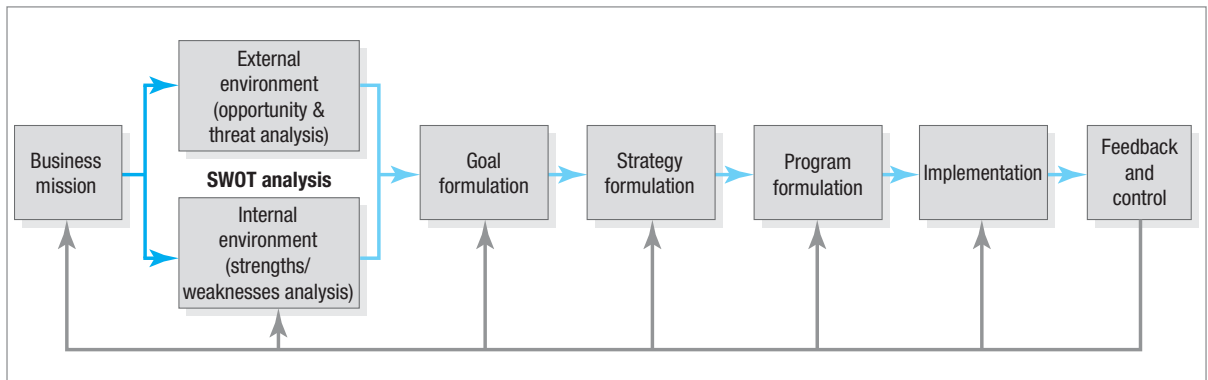 Business
mission
External
environment
(opportunity &
threat analysis)
SWOT analysis
Internal
environment
(strengths/
weaknesses analysis)
Goal
formulation
Strategy
formulation
Program
formulation
Implementation
Feedback
and
control